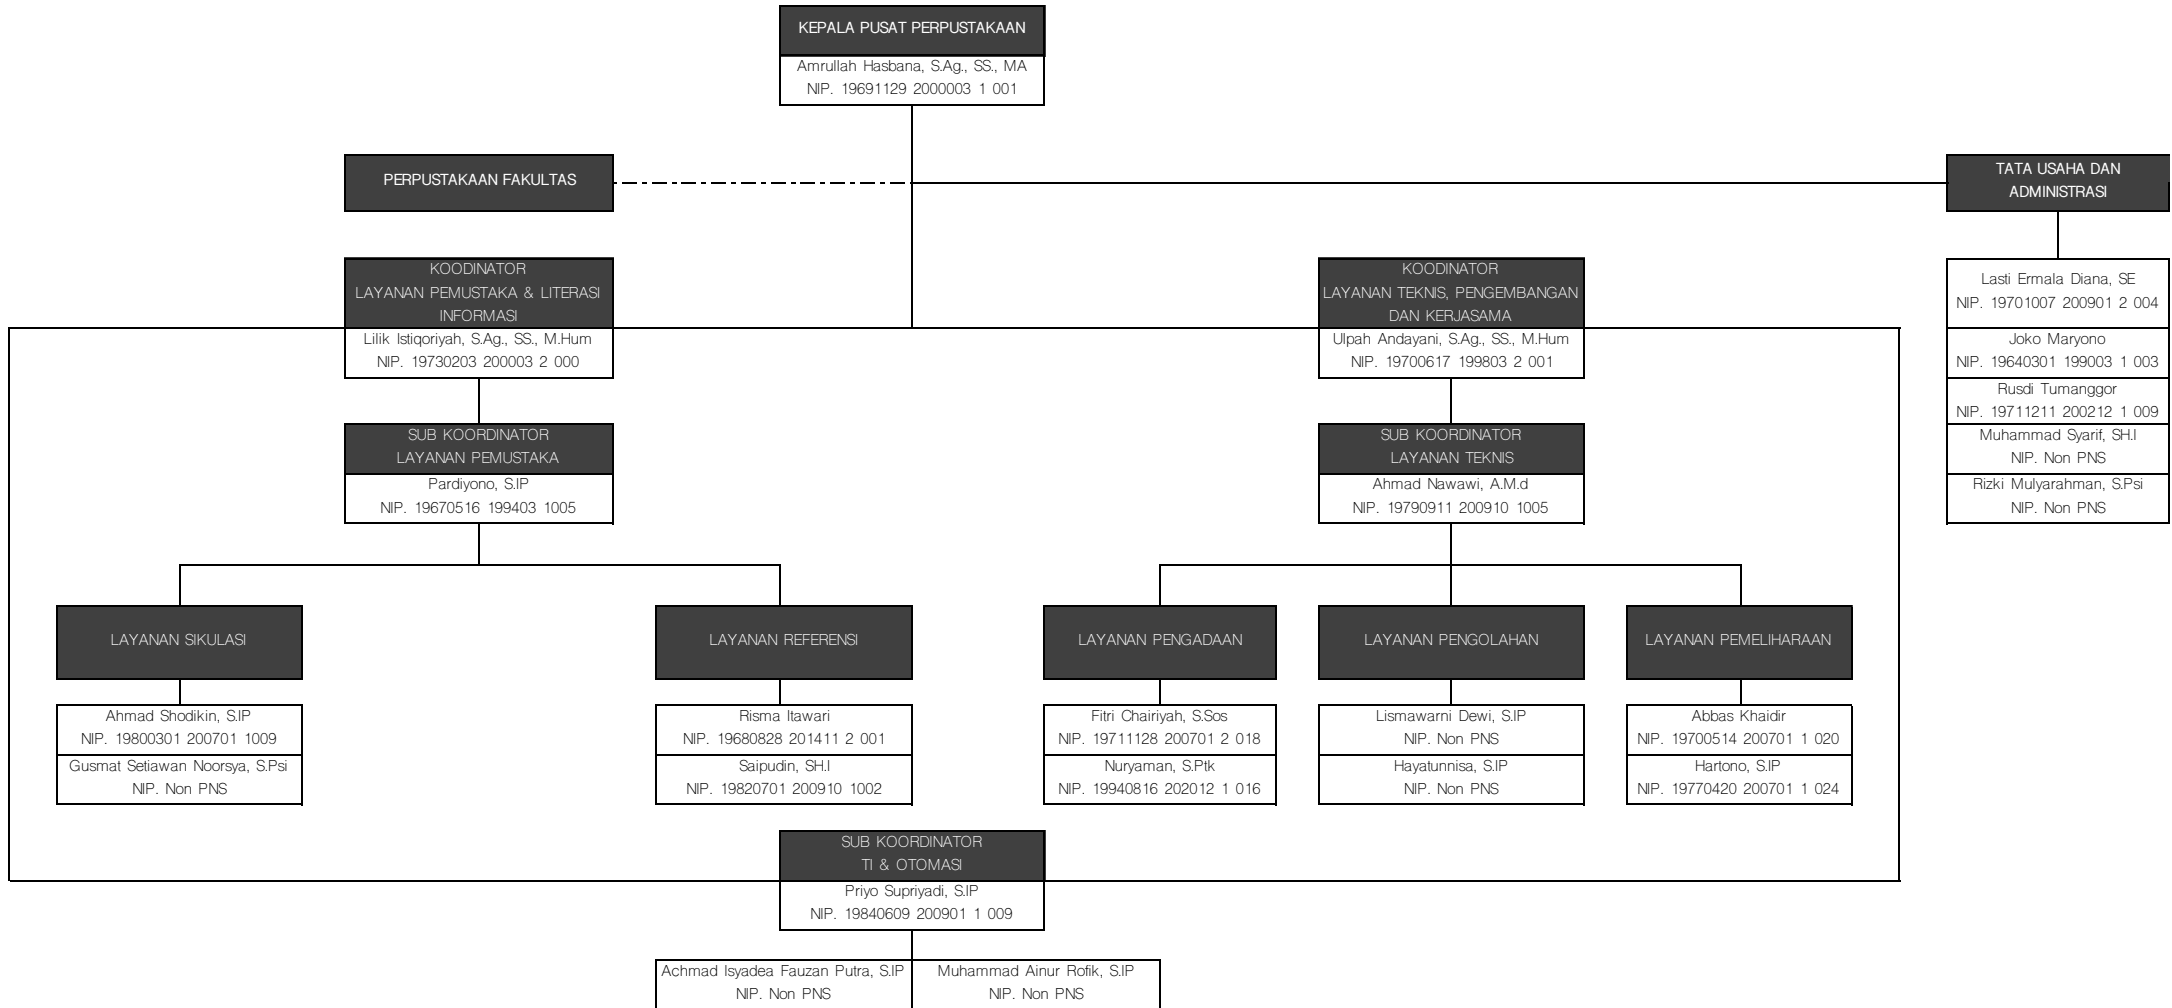 KEPALA PUSAT PERPUSTAKAAN
Amrullah Hasbana, S.Ag., SS., MA
NIP. 19691129 2000003 1 001
PERPUSTAKAAN FAKULTAS
TATA USAHA DAN
ADMINISTRASI
KOODINATOR
LAYANAN PEMUSTAKA & LITERASI
INFORMASI
Lilik Istiqoriyah, S.Ag., SS., M.Hum
NIP. 19730203 200003 2 000
KOODINATOR
LAYANAN TEKNIS, PENGEMBANGAN
DAN KERJASAMA
Ulpah Andayani, S.Ag., SS., M.Hum
NIP. 19700617 199803 2 001
Lasti Ermala Diana, SE
NIP. 19701007 200901 2 004
Joko Maryono
NIP. 19640301 199003 1 003
Rusdi Tumanggor
NIP. 19711211 200212 1 009
Muhammad Syarif, SH.I
NIP. Non PNS
Rizki Mulyarahman, S.Psi
NIP. Non PNS
SUB KOORDINATOR
LAYANAN PEMUSTAKA
Pardiyono, S.IP
NIP. 19670516 199403 1005
SUB KOORDINATOR
LAYANAN TEKNIS
Ahmad Nawawi, A.M.d
NIP. 19790911 200910 1005
LAYANAN SIKULASI
Ahmad Shodikin, S.IP
NIP. 19800301 200701 1009
Gusmat Setiawan Noorsya, S.Psi
NIP. Non PNS
LAYANAN REFERENSI
Risma Itawari
NIP. 19680828 201411 2 001
Saipudin, SH.I
NIP. 19820701 200910 1002
LAYANAN PENGADAAN
Fitri Chairiyah, S.Sos
NIP. 19711128 200701 2 018
Nuryaman, S.Ptk
NIP. 19940816 202012 1 016
LAYANAN PENGOLAHAN
Lismawarni Dewi, S.IP
NIP. Non PNS
Hayatunnisa, S.IP
NIP. Non PNS
LAYANAN PEMELIHARAAN
Abbas Khaidir
NIP. 19700514 200701 1 020
Hartono, S.IP
NIP. 19770420 200701 1 024
SUB KOORDINATOR
TI & OTOMASI
Priyo Supriyadi, S.IP
NIP. 19840609 200901 1 009
Achmad Isyadea Fauzan Putra, S.IP
NIP. Non PNS
Muhammad Ainur Rofik, S.IP
NIP. Non PNS